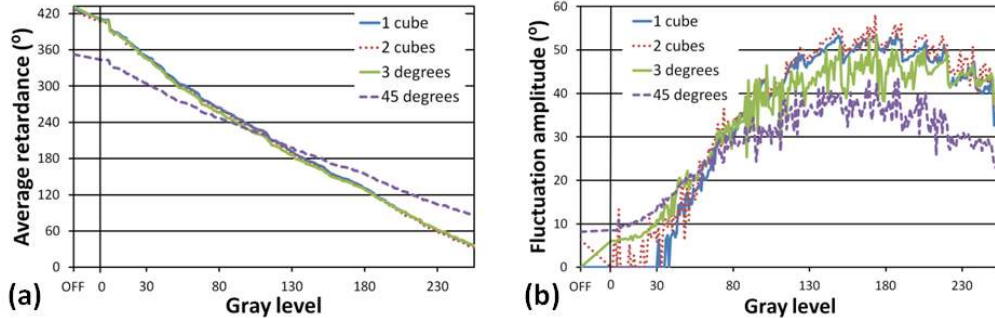 Average retardance (º)
420
360
300
240
180
120
60
0
OFF 0 30 80 130 180 230
Gray level
1 cube
2 cubes
3 degrees
45 degrees
(a)
Fluctuation amplitude (º)
60
50
40
30
20
10
0
OFF 0 30 80 130 180 230
Gray level
1 cube
2 cubes
3 degrees
45 degrees
(b)